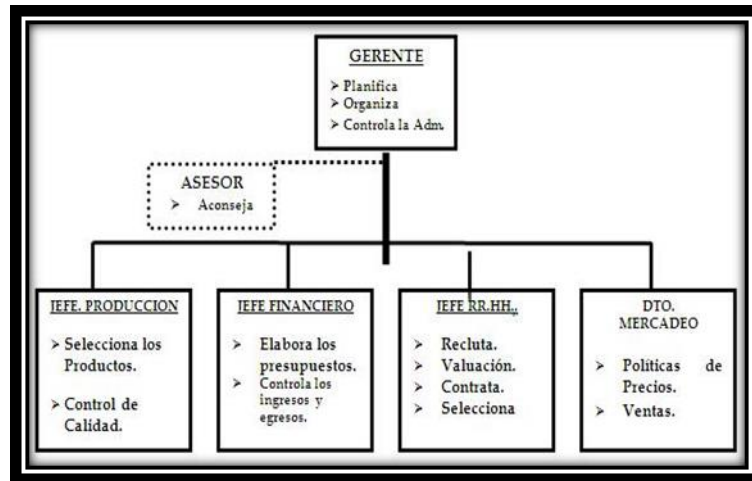 GERENTE
➢ Planifica
➢ Organiza
➢ Controla la Adm.
ASESOR
➢ Aconseja
JEFE. PRODUCCION
➢ Selecciona los
Productos.
➢ Control de
Calidad.
JEFE FINANCIERO
➢ Elabora los
presupuestos.
➢ Controla los
ingresos y
egresos.
JEFE RR.HH..
➢ Recluta.
➢ Valuación.
➢ Contrata.
➢ Selecciona
DTO.
MERCADEO
➢ Políticas de
Precios.
➢ Ventas.